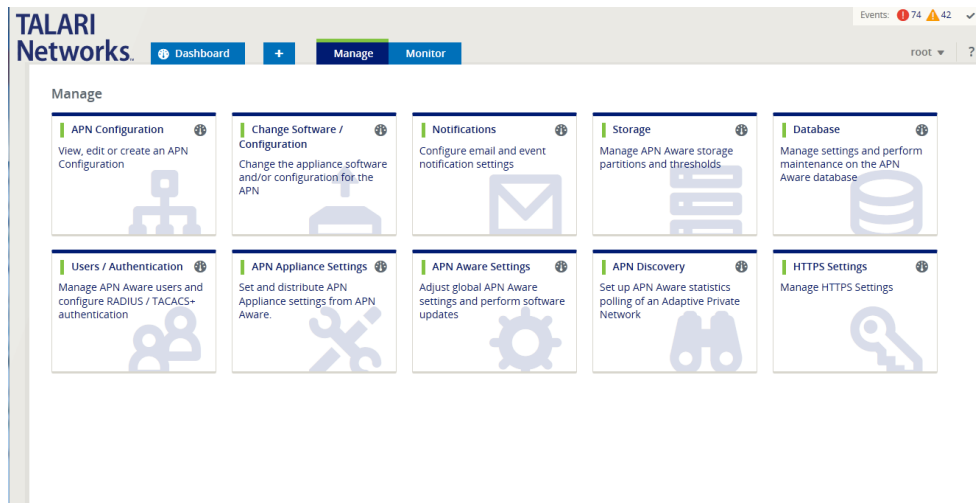 TALARI
Networks.
Events: 74 42
Dashboard
+
Manage
Monitor
root
?
Manage
APN Configuration
View, edit or create an APN
Configuration
Change Software /
Configuration
Change the appliance software
and/or configuration for the
APN
Notifications
Configure email and event
notification settings
Storage
Manage APN Aware storage
partitions and thresholds
Database
Manage settings and perform
maintenance on the APN
Aware database
Users / Authentication
Manage APN Aware users and
configure RADIUS / TACACS+
authentication
APN Appliance Settings
Set and distribute APN
Appliance settings from APN
Aware.
APN Aware Settings
Adjust global APN Aware
settings and perform software
updates
APN Discovery
Set up APN Aware statistics
polling of an Adaptive Private
Network
HTTPS Settings
Manage HTTPS Settings